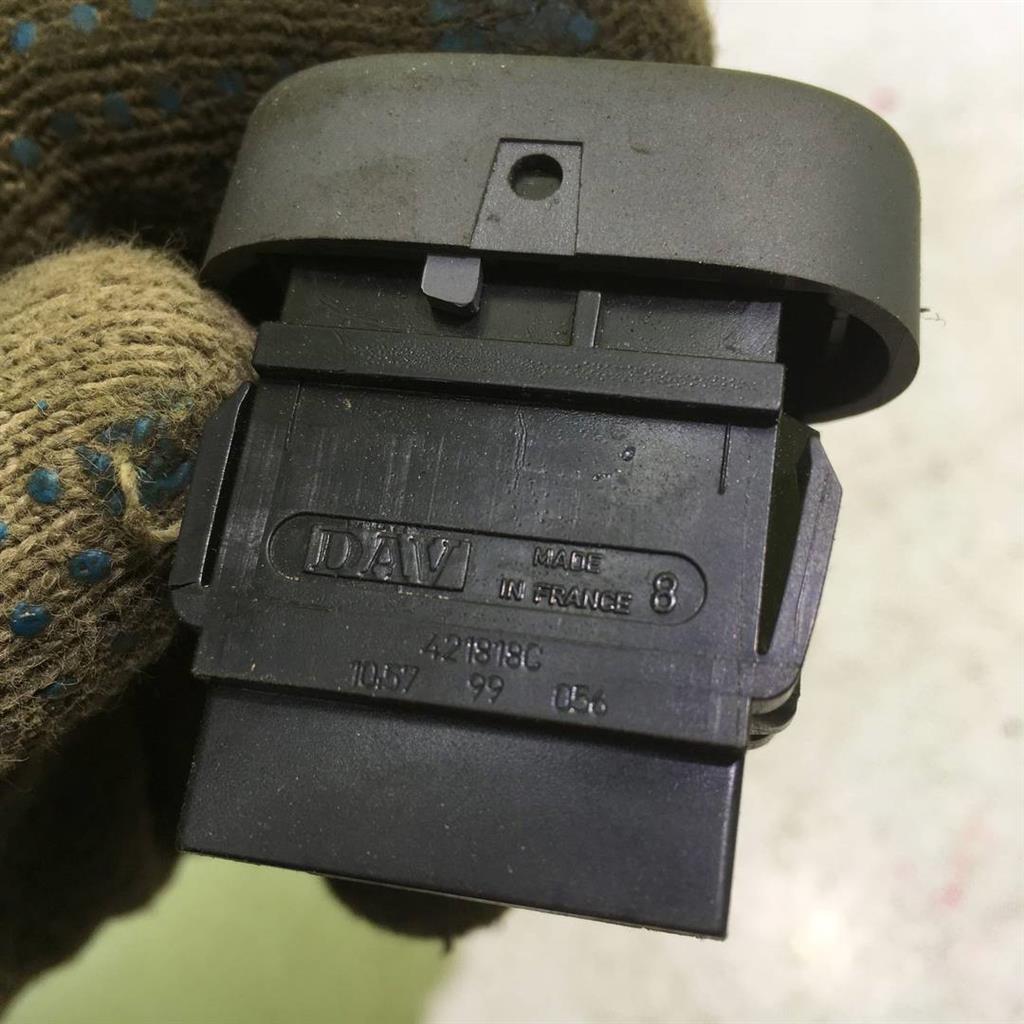 DAV MADE
IN FRANCE 8
421818C
10,57 99 056